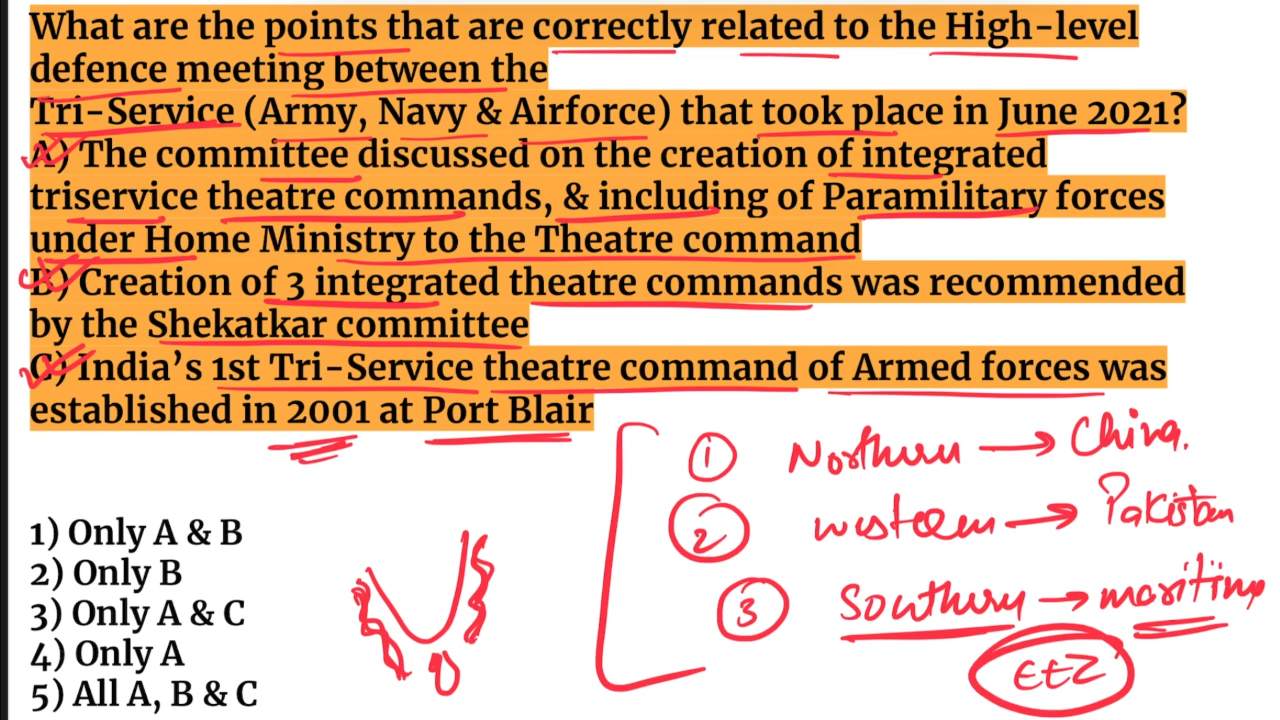 What are the points that are correctly related to the High-level
defence meeting between the
Tri-Service (Army, Navy & Airforce) that took place in June 2021?
A) The committee discussed on the creation of integrated
triservice theatre commands, & including of Paramilitary forces
under Home Ministry to the Theatre command
B) Creation of 3 integrated theatre commands was recommended
by the Shekatkar committee
C) India's 1st Tri-Service theatre command of Armed forces was
established in 2001 at Port Blair
1 Northern → China.
2 western → Pakistan
3 Southern → maritime
EEZ
1) Only A & B
2) Only B
3) Only A & C
4) Only A
5) All A, B & C